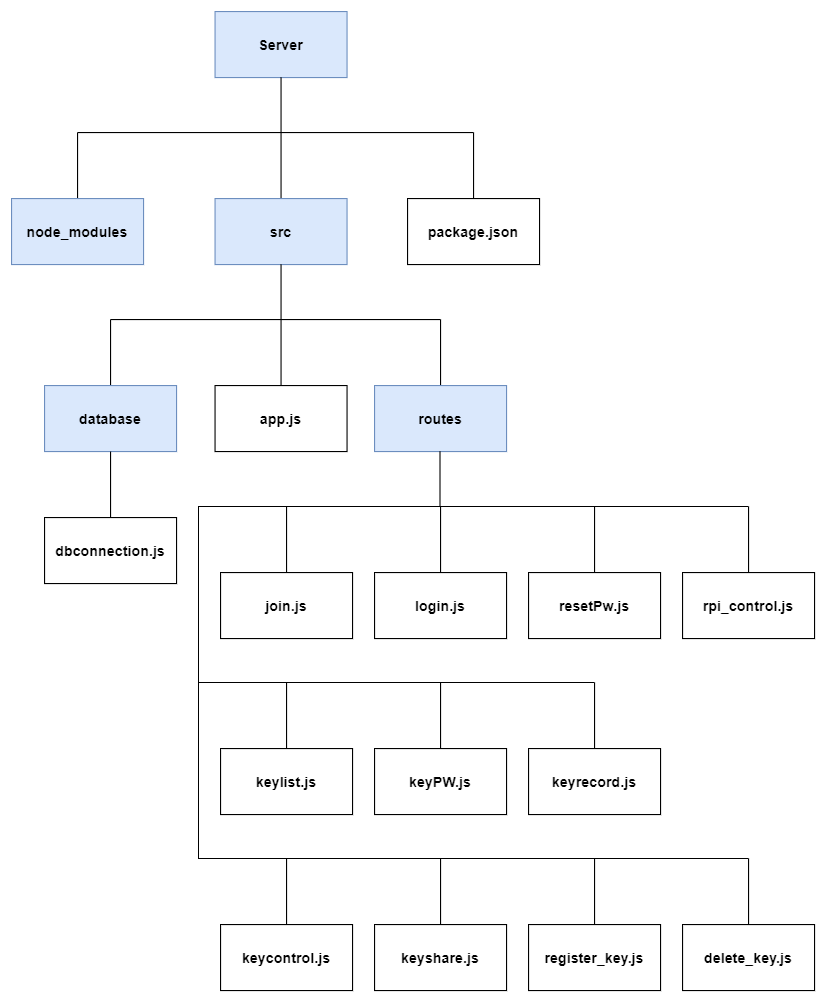 Server
node_modules
src
package.json
database
app.js
routes
dbconnection.js
join.js
login.js
resetPw.js
rpi_control.js
keylist.js
keyPW.js
keyrecord.js
keycontrol.js
keyshare.js
register_key.js
delete_key.js